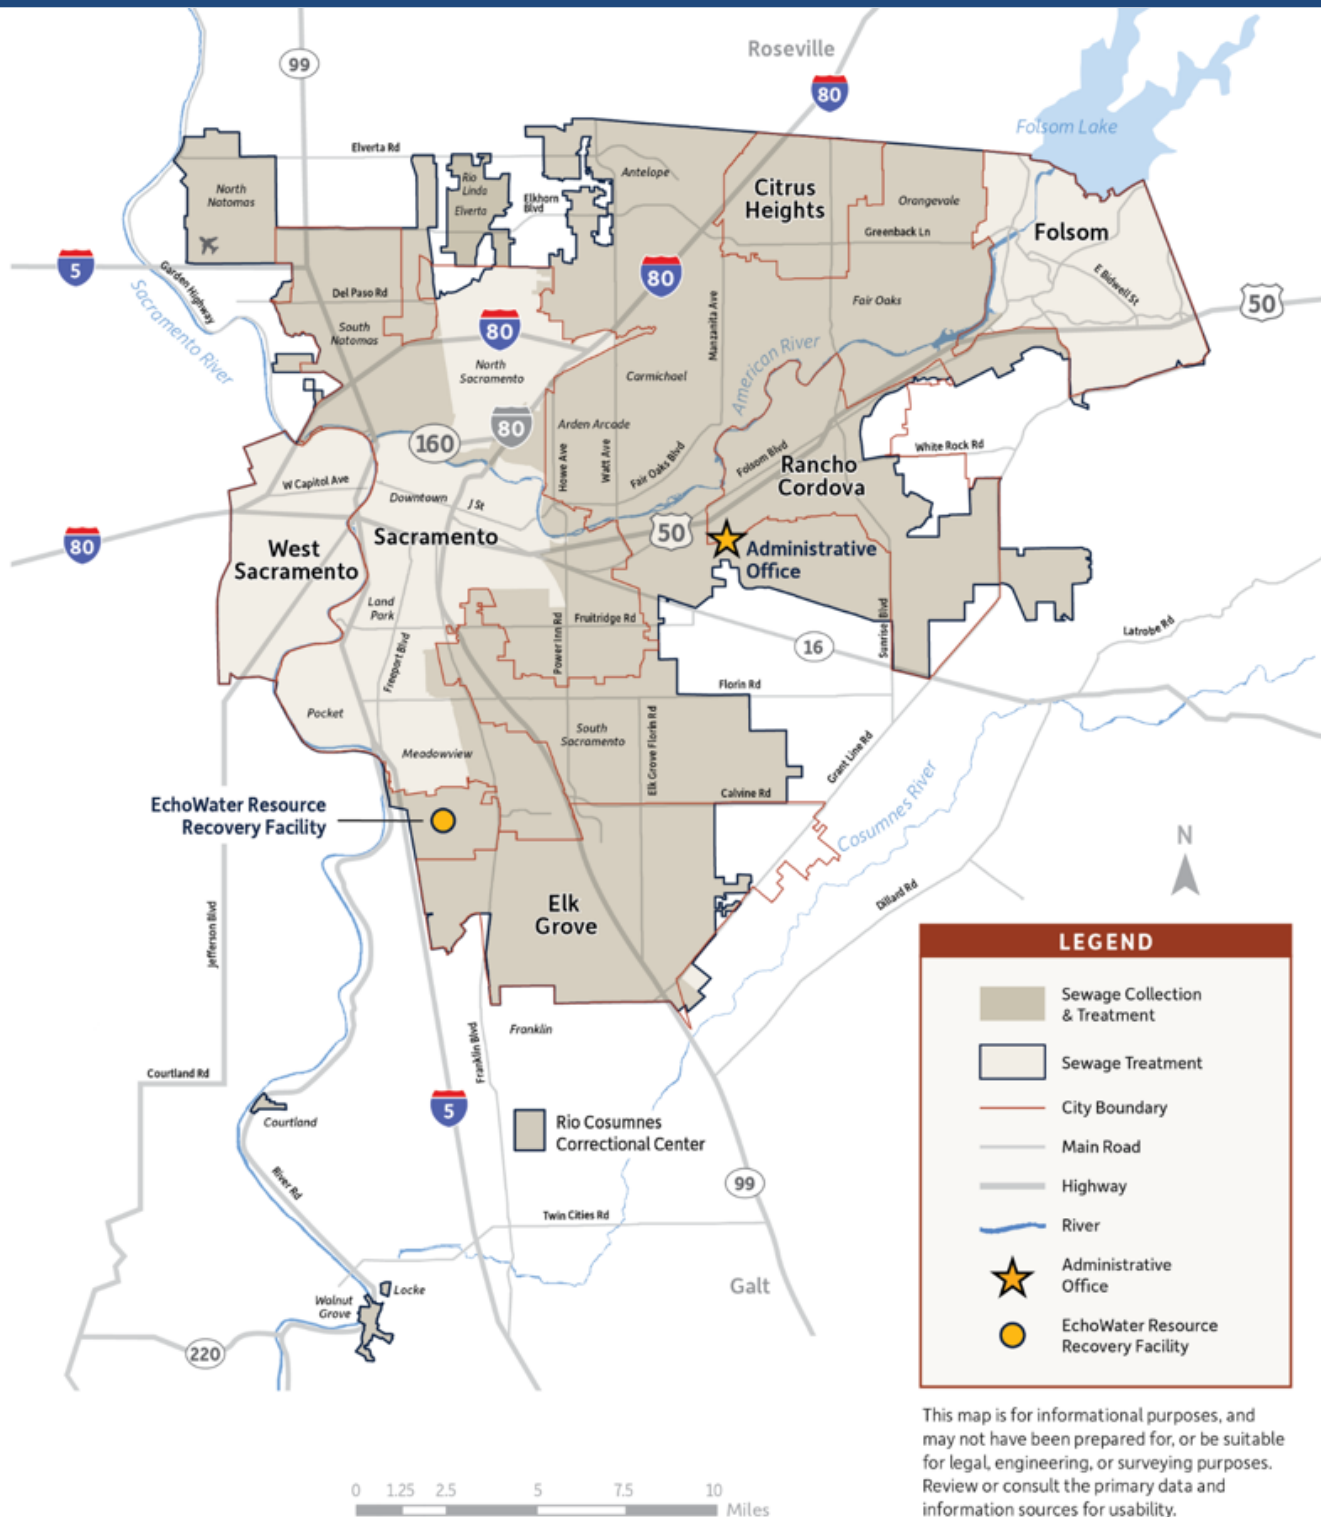 Roseville
99
80
Folsom Lake
Elverta Rd
Antelope
North
Natomas
Rio
Linda
Elverta
Elkhorn
Blvd
Citrus
Heights
Orangevale
Greenback Ln
Folsom
5
Garden Highway
80
E Bidwell St
50
Sacramento River
Del Paso Rd
South
Natomas
80
Manzanita Ave
Fair Oaks
North
Sacramento
Carmichael
American River
80
160
Arden Arcade
Howe Ave
Watt Ave
Fair Oaks Blvd
Folsom Blvd
White Rock Rd
Rancho
Cordova
W Capitol Ave
Downtown
J St
Sacramento
50
80
West
Sacramento
Administrative
Office
Land
Park
Freeport Blvd
Fruitridge Rd
Power Inn Rd
16
Sunrise Blvd
Latrobe Rd
Florin Rd
Pocket
South
Sacramento
Elk Grove Florin Rd
Meadowview
Grant Line Rd
Calvine Rd
EchoWater Resource
Recovery Facility
Cosumnes River
N
Dillard Rd
Elk
Grove
Jefferson Blvd
Franklin
Franklin Blvd
Courtland Rd
5
Courtland
Rio Cosumnes
Correctional Center
River Rd
99
Twin Cities Rd
Galt
Locke
Walnut
Grove
220
LEGEND
Sewage Collection
& Treatment
Sewage Treatment
City Boundary
Main Road
Highway
River
Administrative
Office
EchoWater Resource
Recovery Facility
This map is for informational purposes, and
may not have been prepared for, or be suitable
for legal, engineering, or surveying purposes.
Review or consult the primary data and
information sources for usability.
0 1.25 2.5 5 7.5 10
Miles